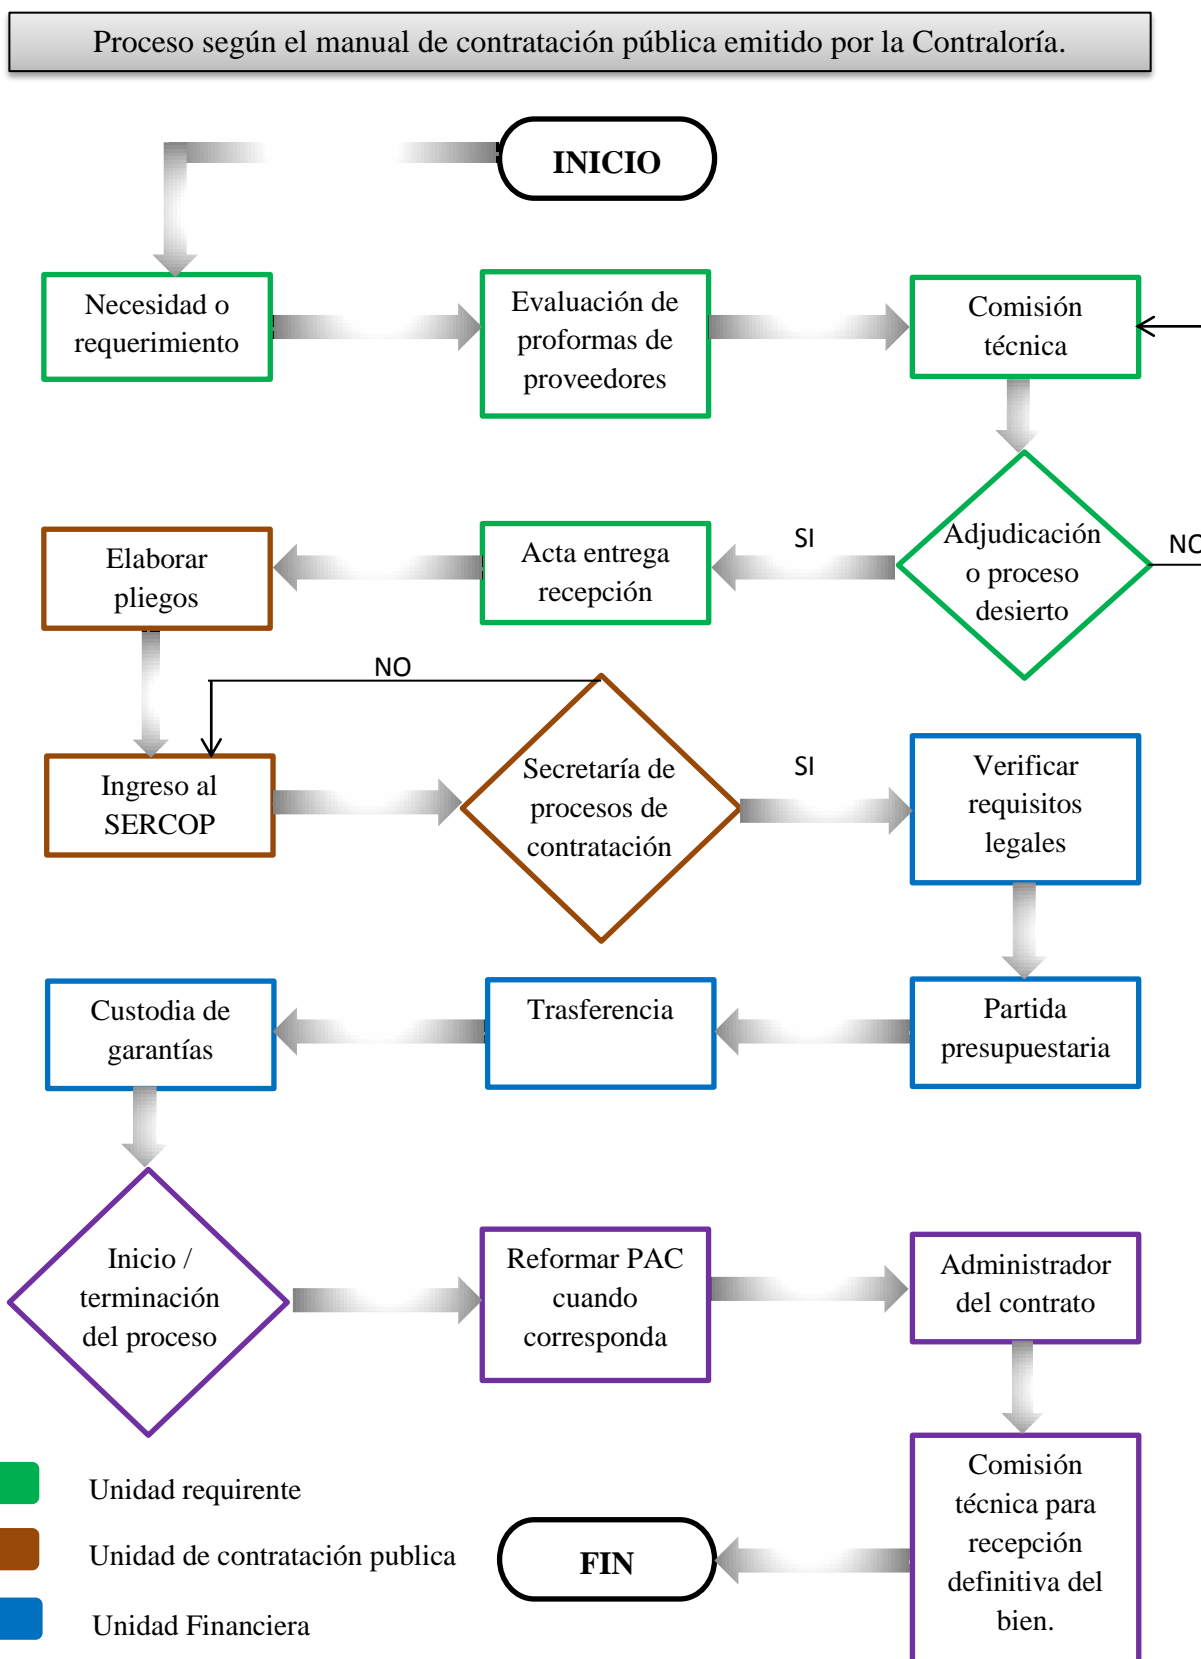 Proceso según el manual de contratación pública emitido por la Contraloría.
INICIO
Necesidad o
requerimiento
Evaluación de
proformas de
proveedores
Comisión
técnica
Adjudicación
o proceso
desierto
NO
SI
Acta entrega
recepción
Elaborar
pliegos
NO
Ingreso al
SERCOP
Secretaría de
procesos de
contratación
SI
Verificar
requisitos
legales
Partida
presupuestaria
Trasferencia
Custodia de
garantías
Inicio /
terminación
del proceso
Reformar PAC
cuando
corresponda
Administrador
del contrato
Comisión
técnica para
recepción
definitiva del
bien.
FIN
Unidad requirente
Unidad de contratación publica
Unidad Financiera